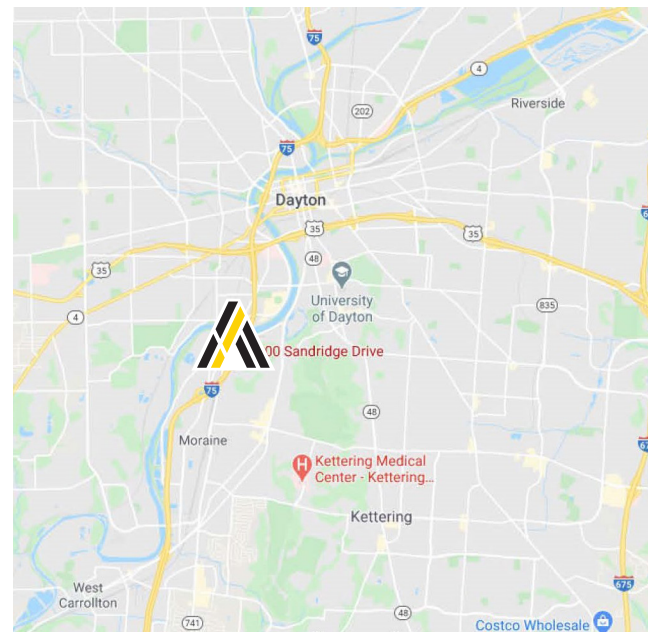 75
4
Riverside
202
75
Dayton
35
35
48
35
University
of Dayton
4
835
00 Sandridge Drive
75
48
Moraine
Kettering Medical
Center - Kettering...
Kettering
West
Carrollton
675
741
48
Costco Wholesale